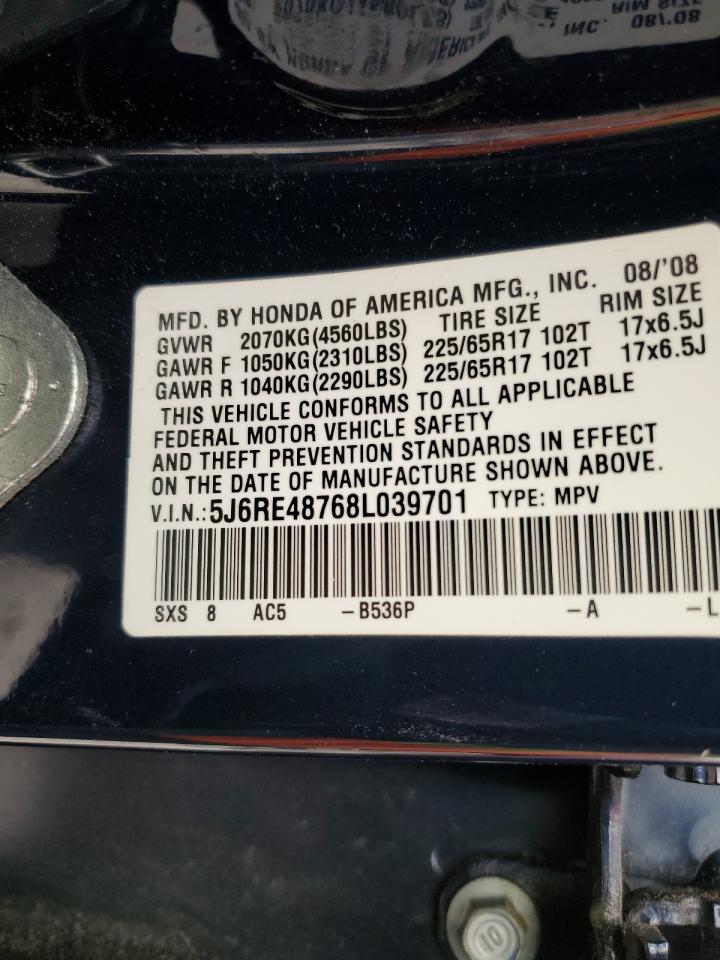 MFD. BY HONDA OF AMERICA MFG., INC. 08/'08
GVWR 2070KG(4560LBS) TIRE SIZE RIM SIZE
GAWR F 1050KG(2310LBS) 225/65R17 102T 17x6.5J
GAWR R 1040KG(2290LBS) 225/65R17 102T 17x6.5J
THIS VEHICLE CONFORMS TO ALL APPLICABLE
FEDERAL MOTOR VEHICLE SAFETY
AND THEFT PREVENTION STANDARDS IN EFFECT
ON THE DATE OF MANUFACTURE SHOWN ABOVE.
V.I.N.: 5J6RE48768L039701 TYPE: MPV
SXS 8 AC5 -B536P -A -L
10